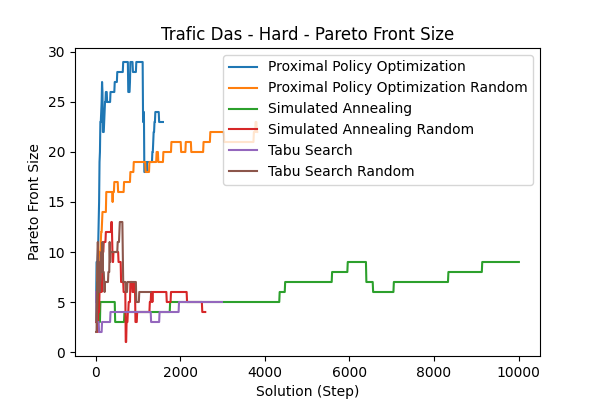 Trafic Das - Hard - Pareto Front Size
Proximal Policy Optimization
Proximal Policy Optimization Random
Simulated Annealing
Simulated Annealing Random
Tabu Search
Tabu Search Random
Pareto Front Size
30
25
20
15
10
5
0
0 2000 4000 6000 8000 10000
Solution (Step)